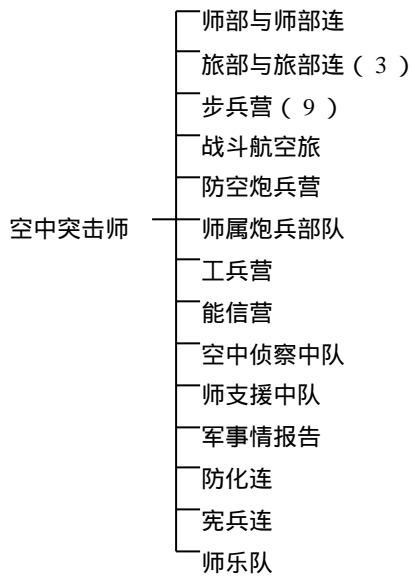 师部与师部连
旅部与旅部连（3）
步兵营（9）
战斗航空旅
防空炮兵营
空中突击师
师属炮兵部队
工兵营
能信营
空中侦察中队
师支援中队
军事情报告
防化连
宪兵连
师乐队